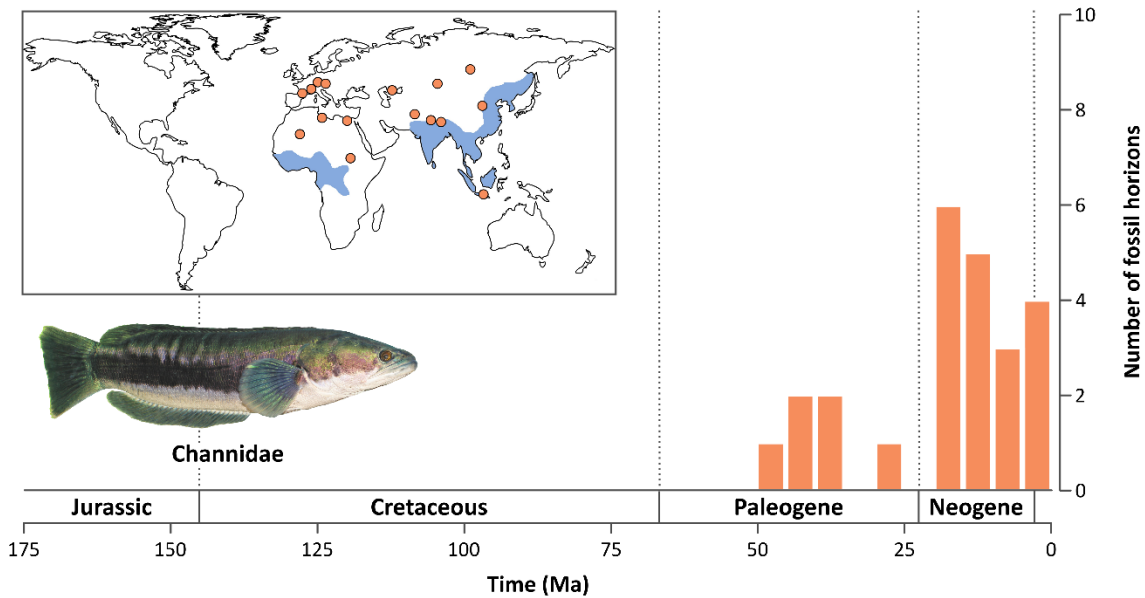 10
8
6
4
2
0
Number of fossil horizons
Channidae
Jurassic Cretaceous Paleogene Neogene
175 150 125 100 75 50 25 0
Time (Ma)